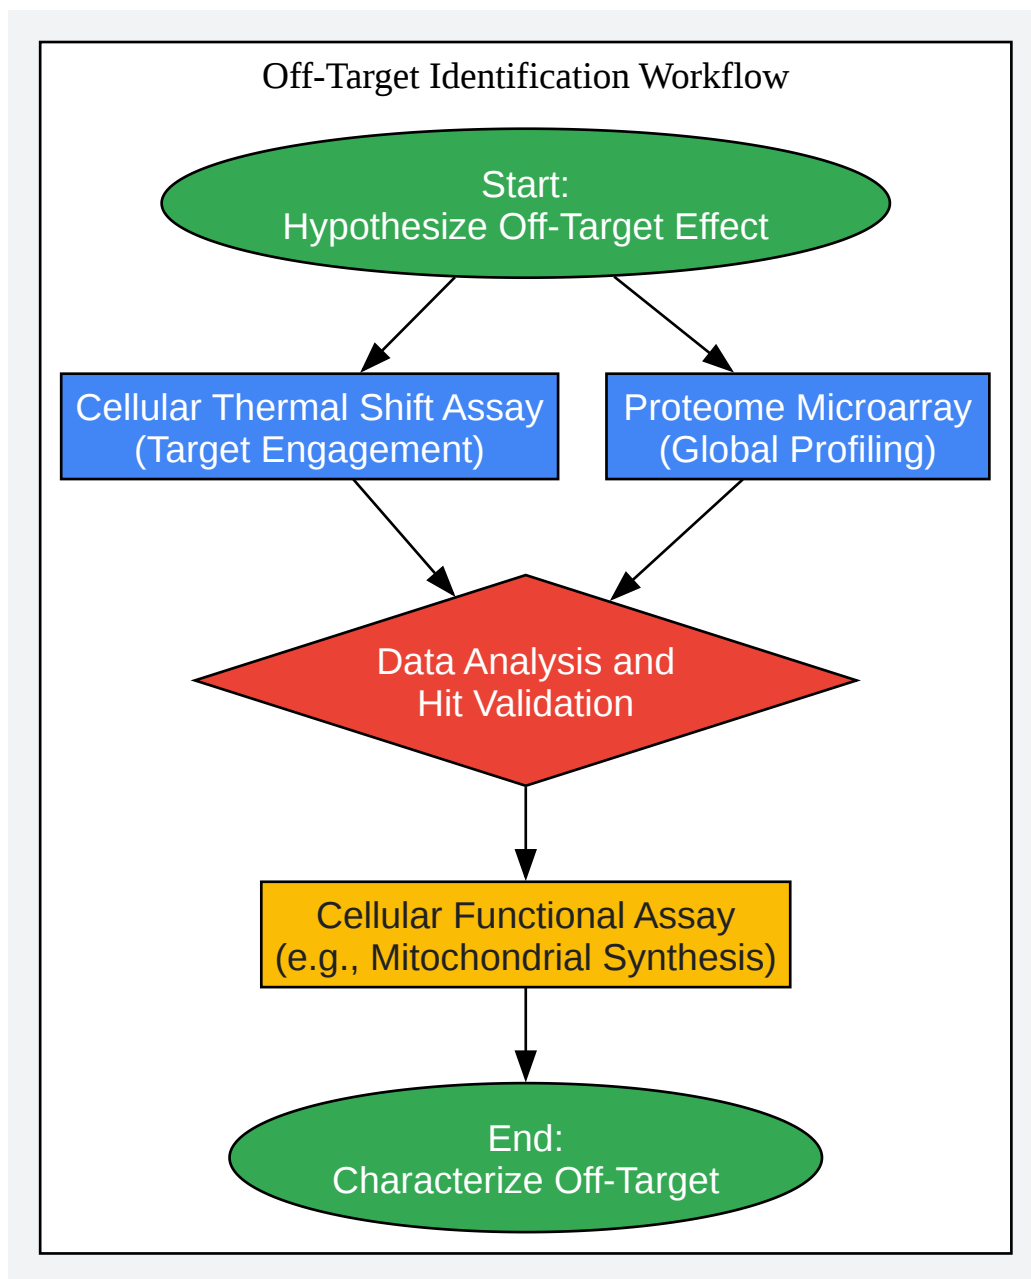 Off-Target Identification Workflow
Start:
Hypothesize Off-Target Effect
Cellular Thermal Shift Assay
(Target Engagement)
Proteome Microarray
(Global Profiling)
Data Analysis and
Hit Validation
Cellular Functional Assay
(e.g., Mitochondrial Synthesis)
End:
Characterize Off-Target